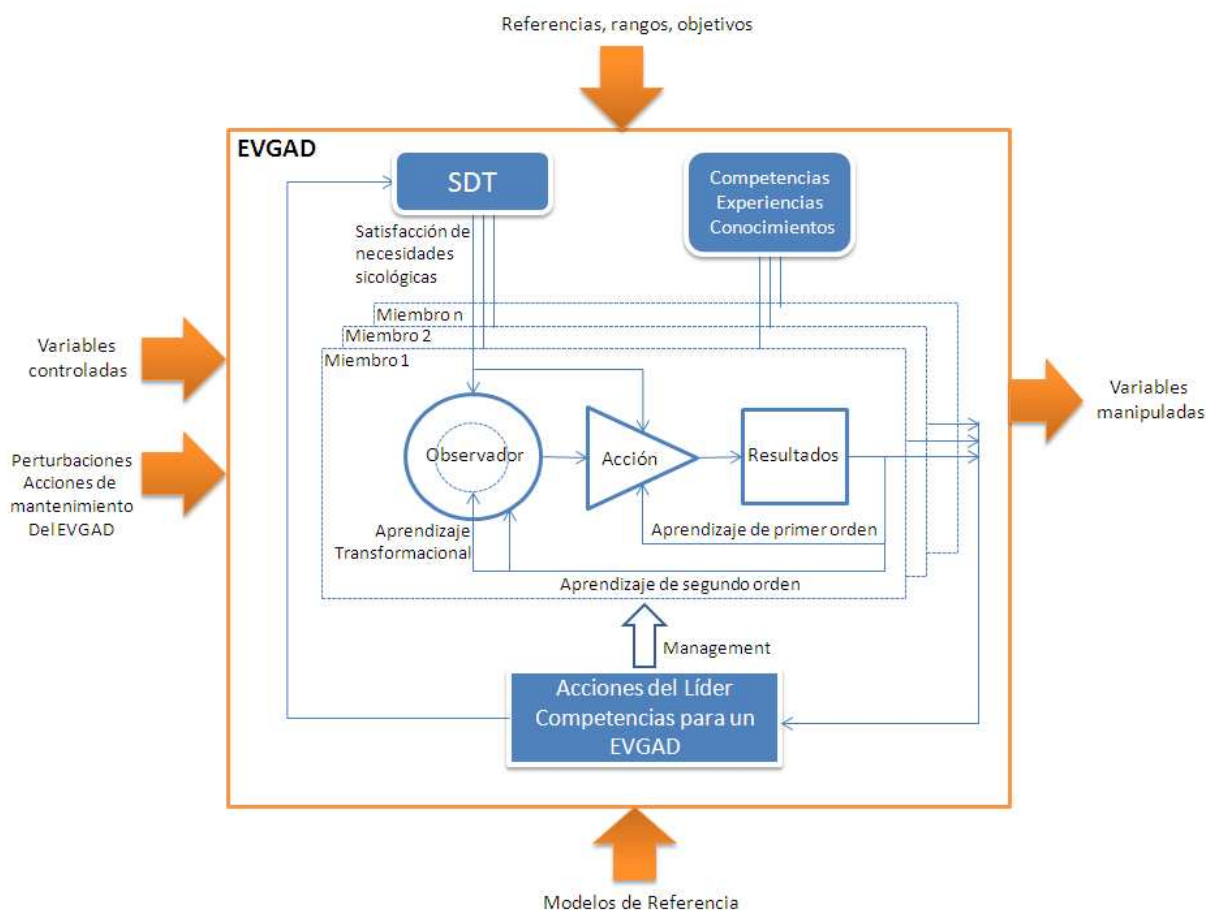 Referencias, rangos, objetivos
EVGAD
SDT
Competencias
Experiencias
Conocimientos
Satisfacción de
necesidades
sicológicas
Miembro n
Miembro 2
Miembro 1
Variables
controladas
Variables
manipuladas
Observador
Acción
Resultados
Perturbaciones
Acciones de
mantenimiento
Del EVGAD
Aprendizaje
Transformacional
Aprendizaje de primer orden
Aprendizaje de segundo orden
Management
Acciones del Líder
Competencias para un
EVGAD
Modelos de Referencia